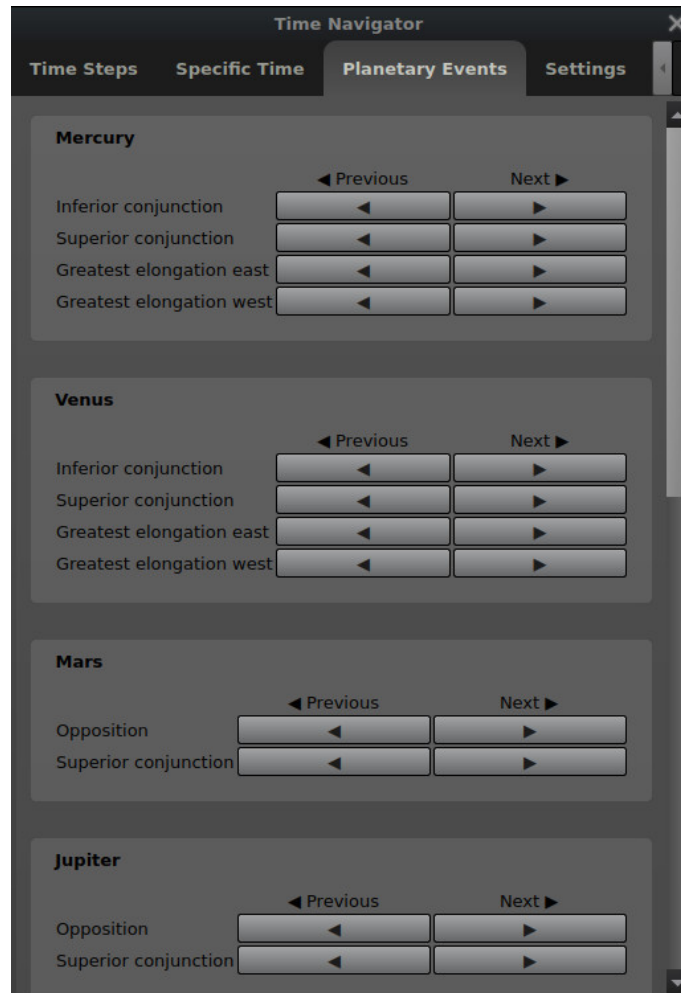 Time Navigator
Time Steps Specific Time Planetary Events Settings
Mercury
◀ Previous Next ▶
Inferior conjunction
Superior conjunction
Greatest elongation east
Greatest elongation west
Venus
◀ Previous Next ▶
Inferior conjunction
Superior conjunction
Greatest elongation east
Greatest elongation west
Mars
◀ Previous Next ▶
Opposition
Superior conjunction
Jupiter
◀ Previous Next ▶
Opposition
Superior conjunction